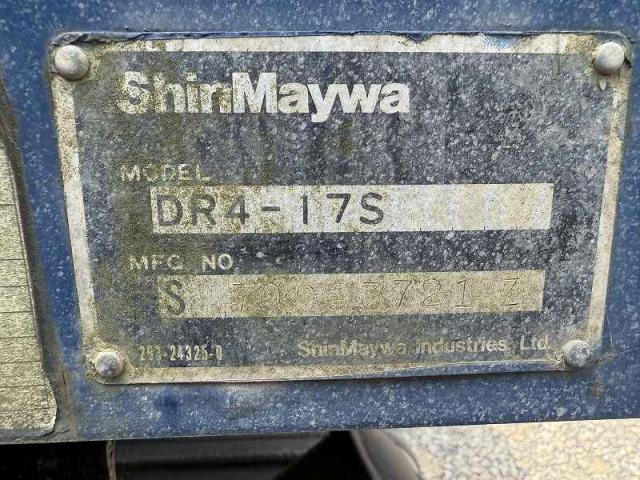 ShinMaywa
MODEL
DR4-17S
MFG NO.
S
ShinMaywa Industries, Ltd.